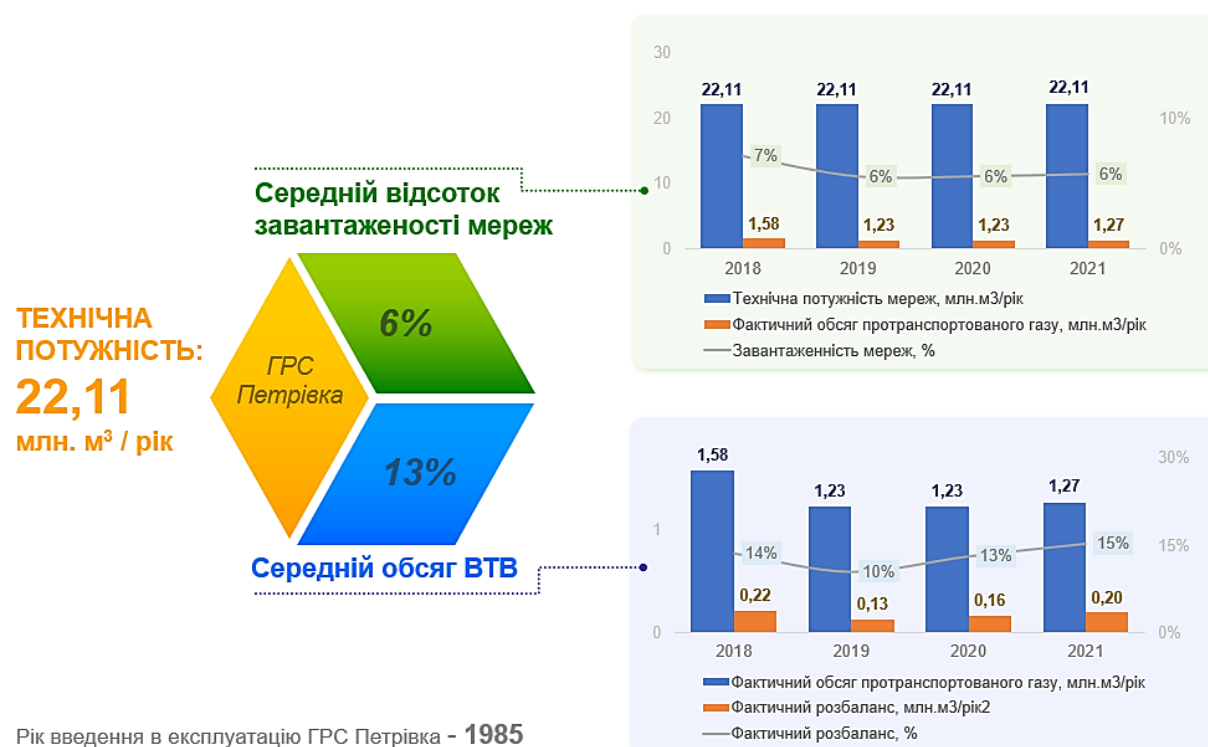 Середній відсоток
завантаженості мереж
ТЕХНІЧНА
ПОТУЖНІСТЬ:
22,11
млн. м³ / рік
ГРС
Петрівка
6%
13%
Середній обсяг ВТВ
Рік введення в експлуатацію ГРС Петрівка - 1985
30
20
10
0
10%
0%
22,11 22,11 22,11 22,11
7% 6% 6% 6%
1,58 1,23 1,23 1,27
2018 2019 2020 2021
Технічна потужність мереж, млн.м3/рік
Фактичний обсяг протранспортованого газу, млн.м3/рік
Завантаженність мереж, %
1
0
30%
15%
0%
1,58 1,23 1,23 1,27
14% 10% 13% 15%
0,22 0,13 0,16 0,20
2018 2019 2020 2021
Фактичний обсяг протранспортованого газу, млн.м3/рік
Фактичний розбаланс, млн.м3/рік2
Фактичний розбаланс, %